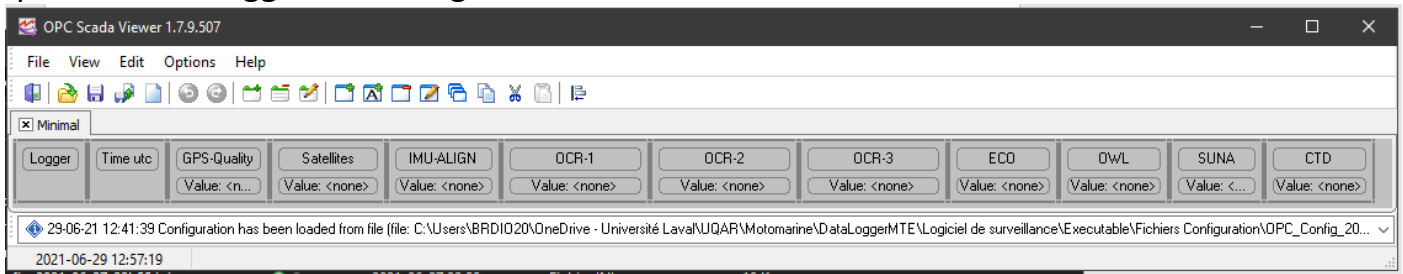 OPC Scada Viewer 1.7.9.507
File View Edit Options Help
Minimal
Logger Time utc GPS-Quality Satellites IMU-ALIGN OCR-1 OCR-2 OCR-3 ECO OWL SUNA CTD
Value: <n... Value: <none> Value: <none> Value: <none> Value: <none> Value: <none> Value: <none> Value: <none> Value: <... Value: <none>
29-06-21 12:41:39 Configuration has been loaded from file (file: C:\Users\BRDIO20\OneDrive - Université Laval\UQAR\Motomarine\DataLoggerMTE\Logiciel de surveillance\Executable\Fichiers Configuration\OPC_Config_20...
2021-06-29 12:57:19